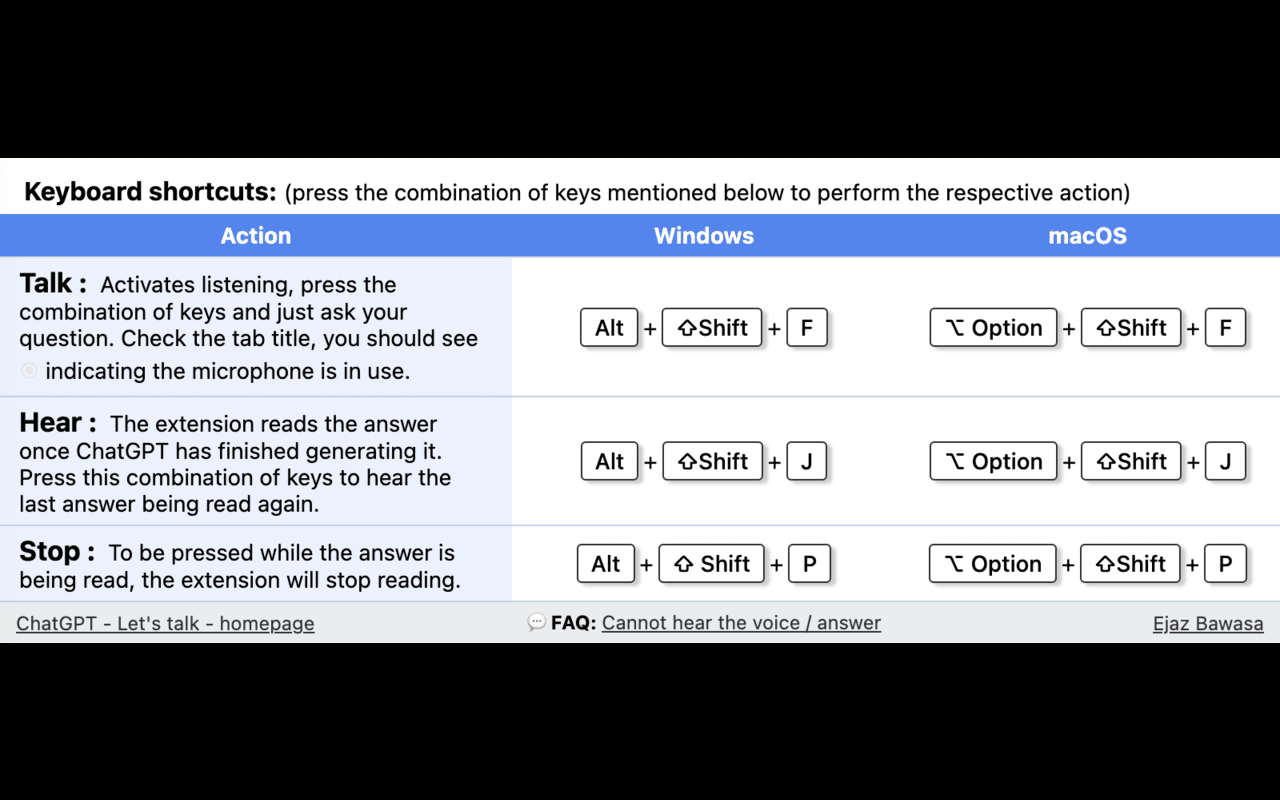 Keyboard shortcuts: (press the combination of keys mentioned below to perform the respective action)
Action Windows macOS
Talk : Activates listening, press the
combination of keys and just ask your
question. Check the tab title, you should see
indicating the microphone is in use.
Alt + ⇧Shift + F
⌥ Option + ⇧Shift + F
Hear : The extension reads the answer
once ChatGPT has finished generating it.
Press this combination of keys to hear the
last answer being read again.
Alt + ⇧Shift + J
⌥ Option + ⇧Shift + J
Stop : To be pressed while the answer is
being read, the extension will stop reading.
Alt + ⇧ Shift + P
⌥ Option + ⇧Shift + P
ChatGPT - Let's talk - homepage
💬 FAQ: Cannot hear the voice / answer
Ejaz Bawasa